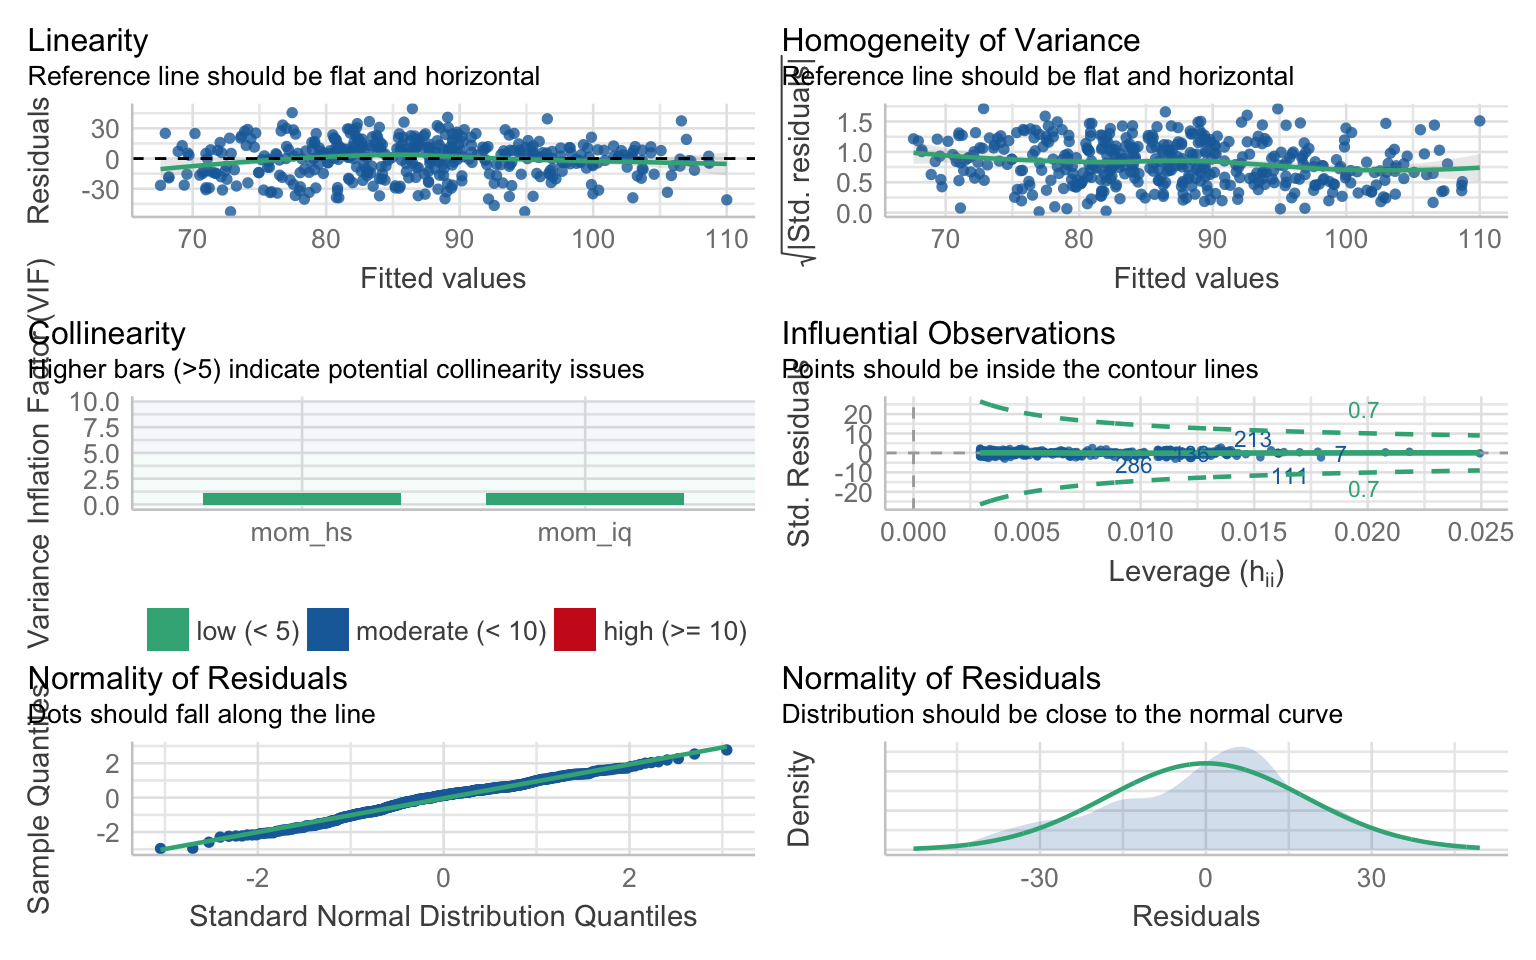 Linearity
Reference line should be flat and horizontal
Residuals
30
0
-30
70 80 90 100 110
Fitted values
Homogeneity of Variance
Reference line should be flat and horizontal
√|Std. residuals|
1.5
1.0
0.5
0.0
70 80 90 100 110
Fitted values
Collinearity
Higher bars (>5) indicate potential collinearity issues
Variance Inflation Factor (VIF)
10.0
7.5
5.0
2.5
0.0
mom_hs mom_iq
low (< 5) moderate (< 10) high (>= 10)
Influential Observations
Points should be inside the contour lines
Std. Residuals
20
10
0
-10
-20
0.7
213
136
7
286
111
0.7
0.000 0.005 0.010 0.015 0.020 0.025
Leverage (hii)
Normality of Residuals
Dots should fall along the line
Sample Quantiles
2
0
-2
-2 0 2
Standard Normal Distribution Quantiles
Normality of Residuals
Distribution should be close to the normal curve
Density
-30 0 30
Residuals